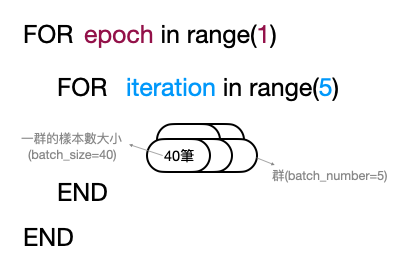 FOR epoch in range(1)
FOR iteration in range(5)
一群的樣本數大小
(batch_size=40)
40筆
群(batch_number=5)
END
END